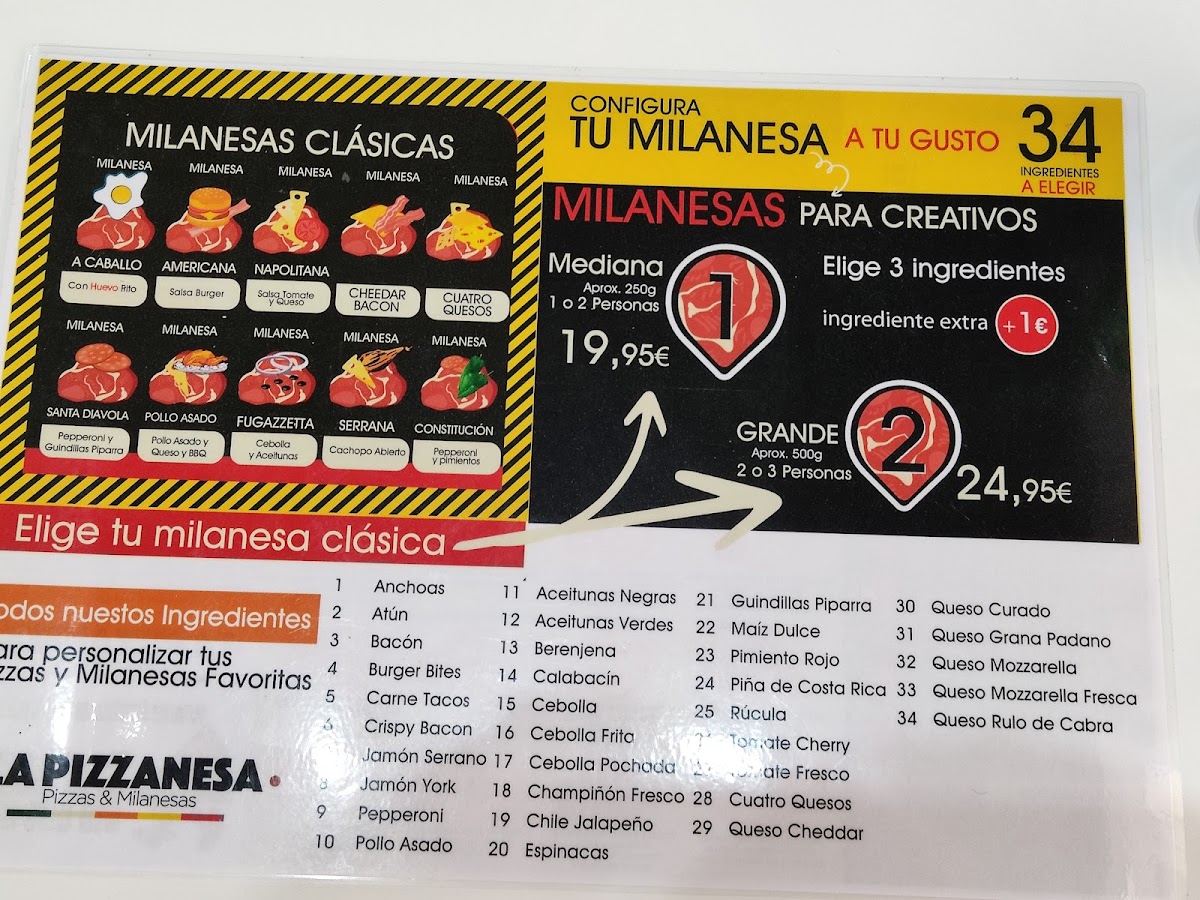 MILANESAS CLÁSICAS
MILANESA
A CABALLO
Con Huevo Frito
MILANESA
AMERICANA
Salsa Burger
MILANESA
NAPOLITANA
Salsa Tomate
y Queso
MILANESA
CHEEDAR
BACON
MILANESA
CUATRO
QUESOS
MILANESA
SANTA DIAVOLA
Pepperoni y
Guindillas Piparra
MILANESA
POLLO ASADO
Pollo Asado y
Queso y BBQ
MILANESA
FUGAZZETTA
Cebolla
y Aceitunas
MILANESA
SERRANA
Cachopo Abierto
MILANESA
CONSTITUCIÓN
Pepperoni
y pimientos
Elige tu milanesa clásica
CONFIGURA
TU MILANESA A TU GUSTO
34
INGREDIENTES
A ELEGIR
MILANESAS PARA CREATIVOS
Mediana
Aprox. 250g
1 o 2 Personas
19,95€
1
Elige 3 ingredientes
ingrediente extra +1€
GRANDE
Aprox. 500g
2 o 3 Personas
2
24,95€
odos nuestos Ingredientes
ara personalizar tus
zzas y Milanesas Favoritas
LA PIZZANESA.
Pizzas & Milanesas
1 Anchoas
2 Atún
3 Bacón
4 Burger Bites
5 Carne Tacos
6 Crispy Bacon
Jamón Serrano
8 Jamón York
9 Pepperoni
10 Pollo Asado
11 Aceitunas Negras
12 Aceitunas Verdes
13 Berenjena
14 Calabacín
15 Cebolla
16 Cebolla Frita
17 Cebolla Pochada
18 Champiñón Fresco
19 Chile Jalapeño
20 Espinacas
21 Guindillas Piparra
22 Maíz Dulce
23 Pimiento Rojo
24 Piña de Costa Rica
25 Rúcula
Tomate Cherry
Tomate Fresco
28 Cuatro Quesos
29 Queso Cheddar
30 Queso Curado
31 Queso Grana Padano
32 Queso Mozzarella
33 Queso Mozzarella Fresca
34 Queso Rulo de Cabra